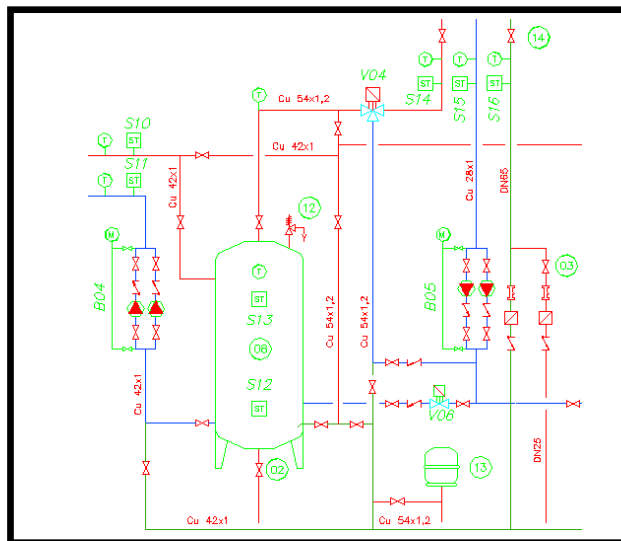 14
T
T
T
V04
ST
ST
ST
S14
S15
S16
T
Cu 54x1,2
S10
T
ST
Cu 42x1
S11
T
ST
Cu 42x1
Cu 28x1
DN65
12
M
M
03
T
B04
ST
B05
S13
Cu 54x1,2
Cu 54x1,2
08
Cu 42x1
S12
ST
V06
02
13
DN25
Cu 42x1
Cu 54x1,2